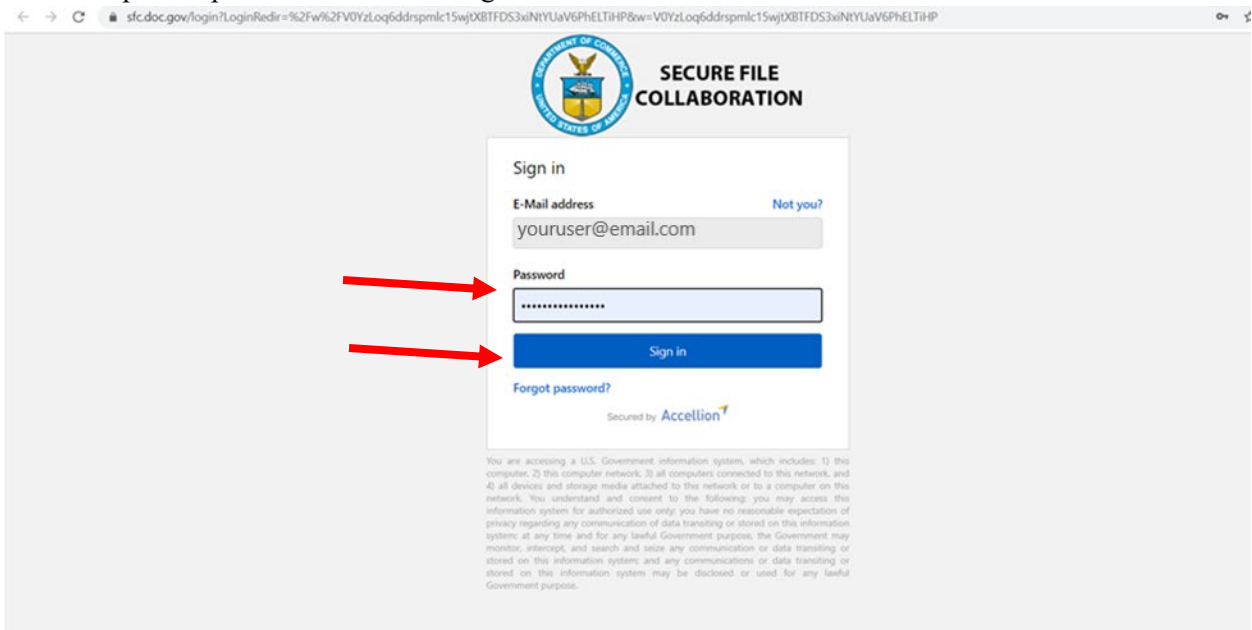 sfc.doc.gov/login?LoginRedir=%2Fw%2FV0YzLoq6ddrspmlc15wjtXBTFDS3xiNtYUaV6PhELTiHP&w=V0YzLoq6ddrspmlc15wjtXBTFDS3xiNtYUaV6PhELTiHP
DEPARTMENT OF COMMERCE
UNITED STATES OF AMERICA
SECURE FILE
COLLABORATION
Sign in
E-Mail address Not you?
youruser@email.com
Password
Sign in
Forgot password?
Secured by Accellion
You are accessing a U.S. Government information system, which includes: 1) this
computer, 2) this computer network, 3) all computers connected to this network, and
4) all devices and storage media attached to this network or to a computer on this
network. You understand and consent to the following: you may access this
information system for authorized use only; you have no reasonable expectation of
privacy regarding any communication of data transiting or stored on this information
system; at any time and for any lawful Government purpose, the Government may
monitor, intercept, and search and seize any communication or data transiting or
stored on this information system; and any communications or data transiting or
stored on this information system may be disclosed or used for any lawful
Government purpose.